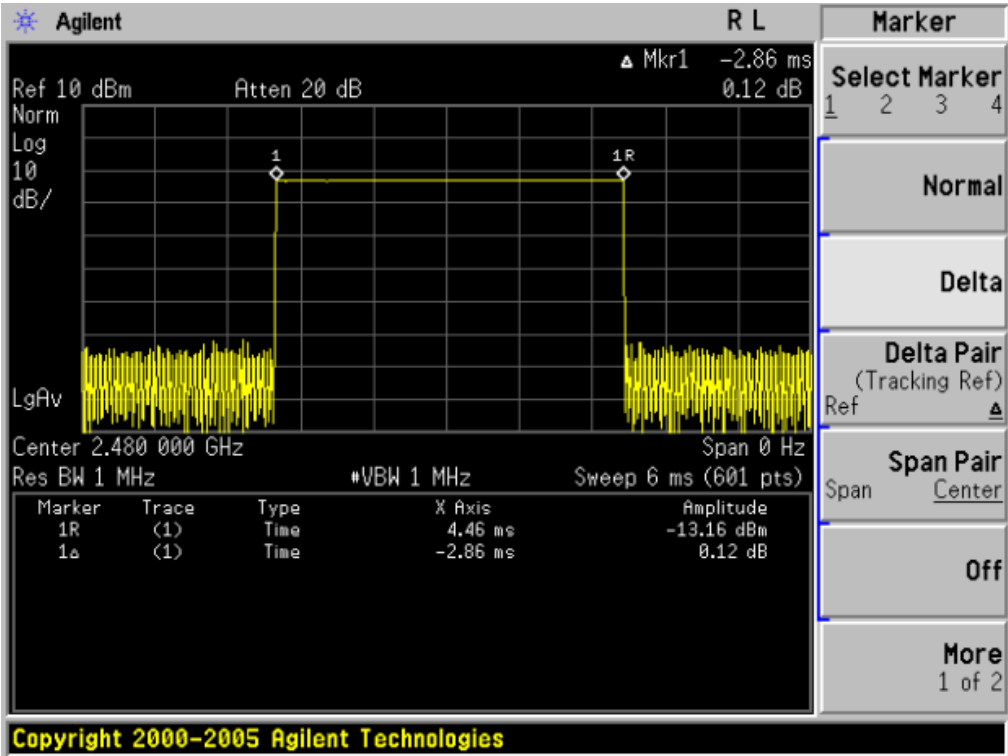 Agilent R L Marker
Δ Mkr1 -2.86 ms
Ref 10 dBm Atten 20 dB 0.12 dB
Norm
Log
10
dB/
1 1R
LgAv
Center 2.480 000 GHz Span 0 Hz
Res BW 1 MHz #VBW 1 MHz Sweep 6 ms (601 pts)
Marker Trace Type X Axis Amplitude
1R (1) Time 4.46 ms -13.16 dBm
1Δ (1) Time -2.86 ms 0.12 dB
Select Marker
1 2 3 4
Normal
Delta
Delta Pair
(Tracking Ref)
Ref Δ
Span Pair
Span Center
Off
More
1 of 2
Copyright 2000-2005 Agilent Technologies